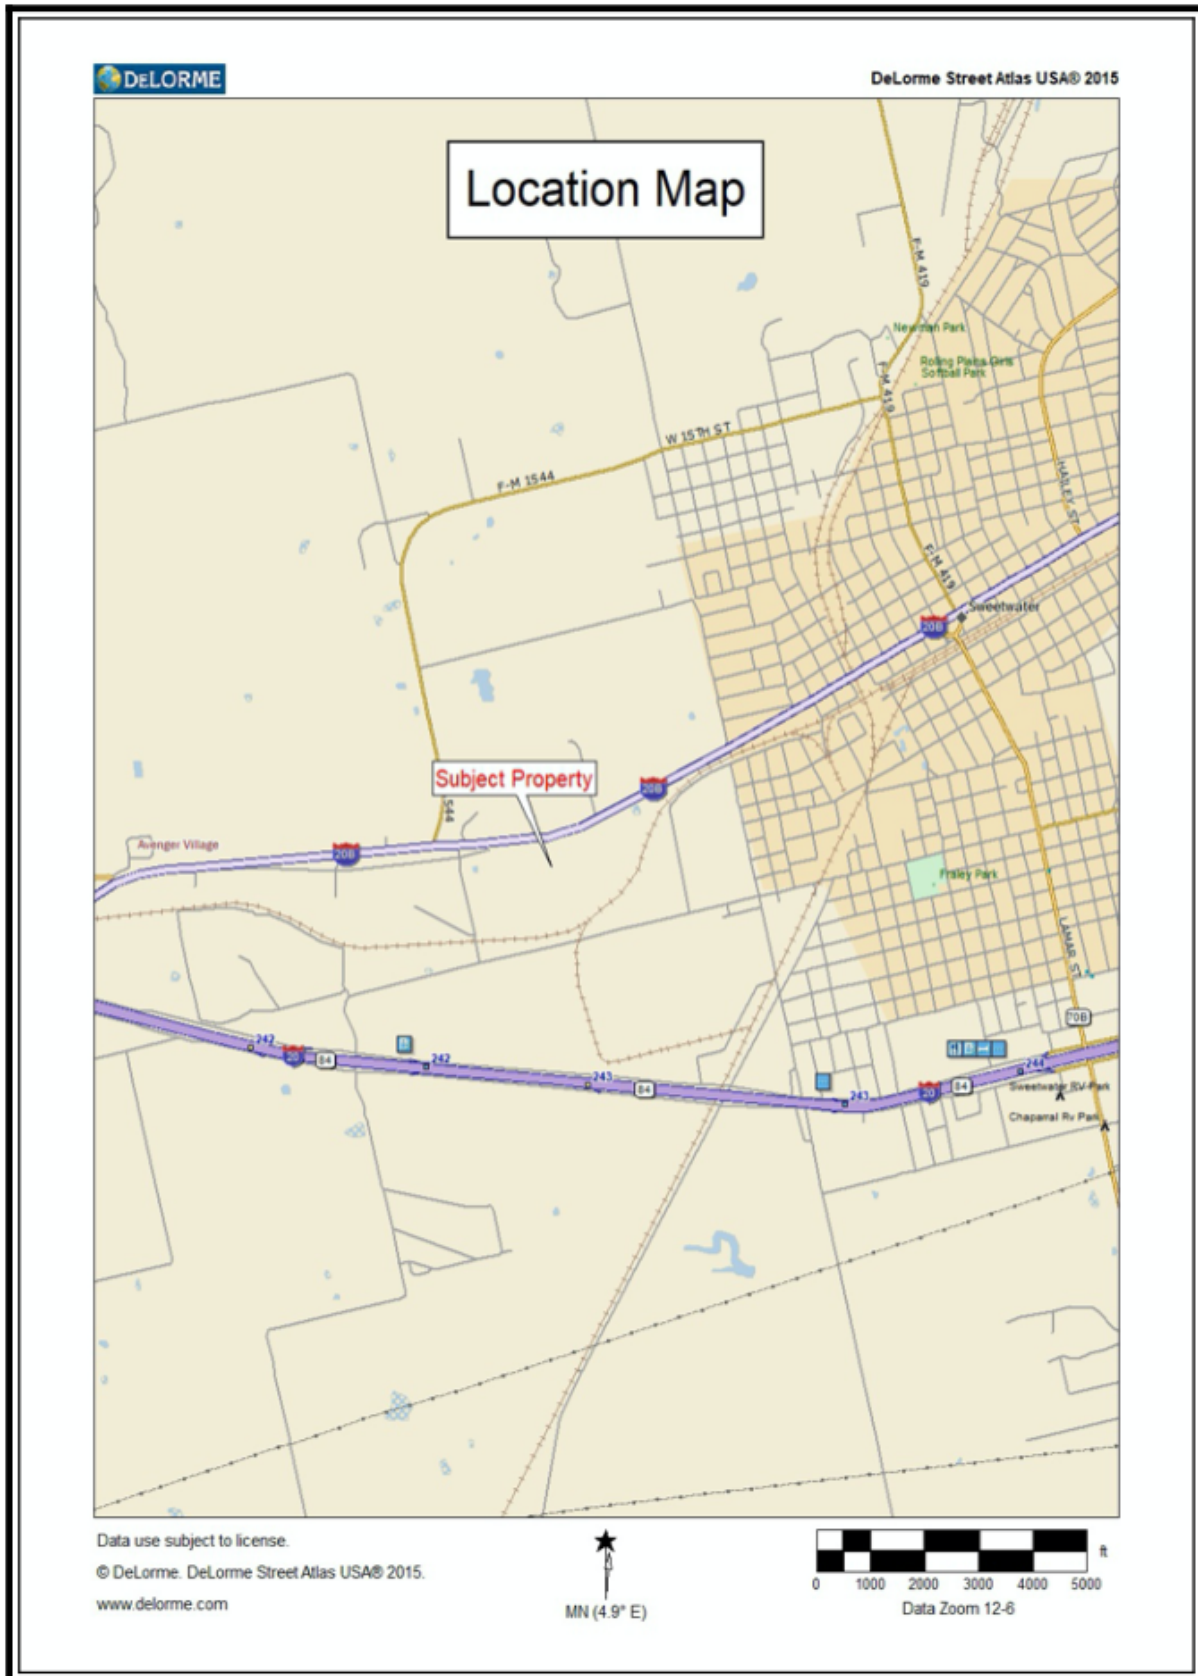 DELORME
DeLorme Street Atlas USA® 2015
Location Map
F-M 419
Newman Park
Rolling Plains Girls
Softball Park
F-M 419
W 15TH ST
F-M 1544
HAILEY ST
F-M 419
Sweetwater
20B
Subject Property
20B
544
Avenger Village
20B
Fraley Park
LAMAR ST
70B
242
20
84
242
243
84
243
20
84
244
Sweetwater RV Park
Chaparral Rv Park
Data use subject to license.
© DeLorme. DeLorme Street Atlas USA® 2015.
www.delorme.com
MN (4.9° E)
ft
0 1000 2000 3000 4000 5000
Data Zoom 12-6